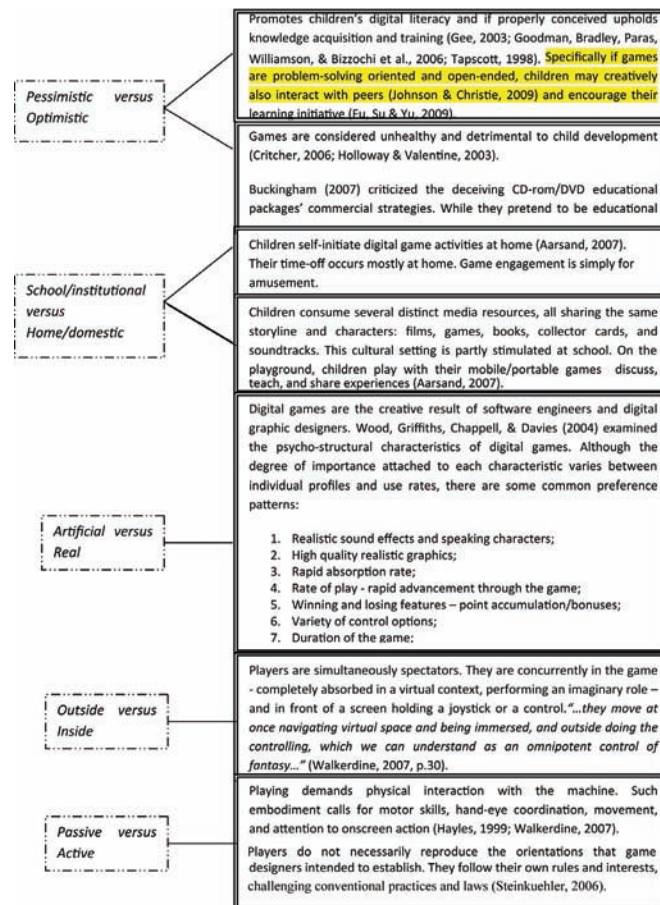 Promotes children's digital literacy and if properly conceived upholds
knowledge acquisition and training (Gee, 2003; Goodman, Bradley, Paras,
Williamson, & Bizzochi et al., 2006; Tapscott, 1998). Specifically if games
are problem-solving oriented and open-ended, children may creatively
also interact with peers (Johnson & Christie, 2009) and encourage their
learning initiative (Fu, Su & Yu, 2009).
Pessimistic versus
Optimistic
Games are considered unhealthy and detrimental to child development
(Critcher, 2006; Holloway & Valentine, 2003).
Buckingham (2007) criticized the deceiving CD-rom/DVD educational
packages' commercial strategies. While they pretend to be educational
Children self-initiate digital game activities at home (Aarsand, 2007).
Their time-off occurs mostly at home. Game engagement is simply for
amusement.
School/institutional
versus
Home/domestic
Children consume several distinct media resources, all sharing the same
storyline and characters: films, games, books, collector cards, and
soundtracks. This cultural setting is partly stimulated at school. On the
playground, children play with their mobile/portable games discuss,
teach, and share experiences (Aarsand, 2007).
Digital games are the creative result of software engineers and digital
graphic designers. Wood, Griffiths, Chappell, & Davies (2004) examined
the psycho-structural characteristics of digital games. Although the
degree of importance attached to each characteristic varies between
individual profiles and use rates, there are some common preference
patterns:
1. Realistic sound effects and speaking characters;
2. High quality realistic graphics;
3. Rapid absorption rate;
4. Rate of play - rapid advancement through the game;
5. Winning and losing features – point accumulation/bonuses;
6. Variety of control options;
7. Duration of the game;
Artificial versus
Real
Players are simultaneously spectators. They are concurrently in the game
- completely absorbed in a virtual context, performing an imaginary role –
and in front of a screen holding a joystick or a control."...they move at
once navigating virtual space and being immersed, and outside doing the
controlling, which we can understand as an omnipotent control of
fantasy..." (Walkerdine, 2007, p.30).
Outside versus
Inside
Playing demands physical interaction with the machine. Such
embodiment calls for motor skills, hand-eye coordination, movement,
and attention to onscreen action (Hayles, 1999; Walkerdine, 2007).
Players do not necessarily reproduce the orientations that game
designers intended to establish. They follow their own rules and interests,
challenging conventional practices and laws (Steinkuehler, 2006).
Passive versus
Active